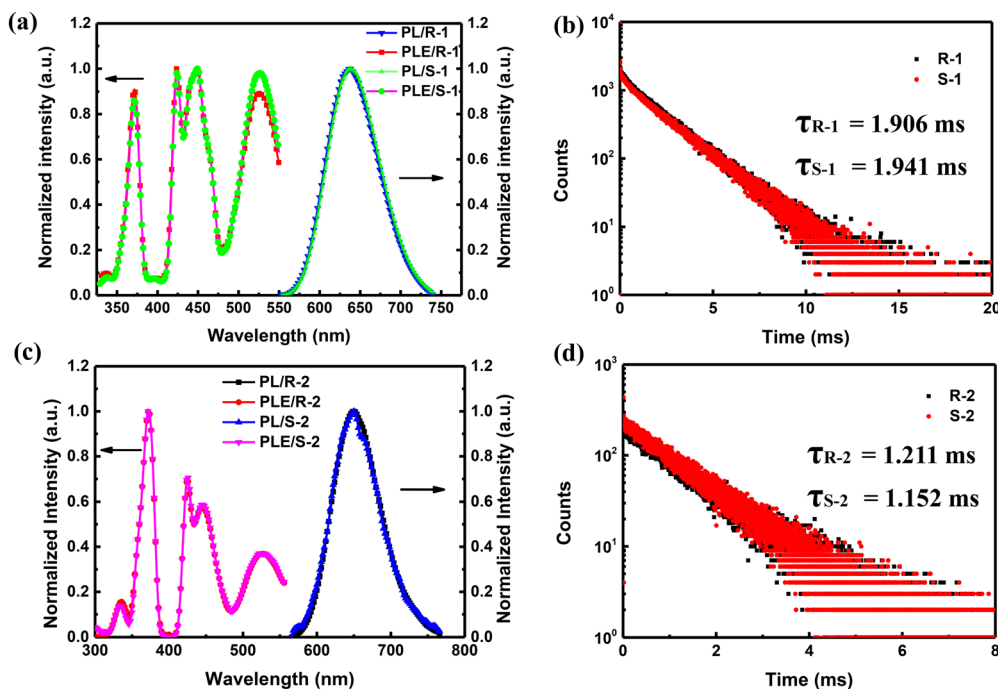 (a)
1.2
1.0
0.8
0.6
0.4
0.2
0.0
Normalized intensity (a.u.)
350 400 450 500 550 600 650 700 750
Wavelength (nm)
PL/R-1
PLE/R-1
PL/S-1
PLE/S-1
1.2
1.0
0.8
0.6
0.4
0.2
0.0
Normalized intensity (a.u.)
(b)
10^4
10^3
10^2
10^1
10^0
Counts
0 5 10 15 20
Time (ms)
R-1
S-1
τR-1 = 1.906 ms
τS-1 = 1.941 ms
(c)
1.2
1.0
0.8
0.6
0.4
0.2
0.0
Normalized Intensity (a.u.)
300 400 450 500 550 600 700 800
Wavelength (nm)
PL/R-2
PLE/R-2
PL/S-2
PLE/S-2
1.2
1.0
0.8
0.6
0.4
0.2
0.0
Normalized Intensity (a.u.)
(d)
10^3
10^2
10^1
10^0
Counts
0 2 4 6 8
Time (ms)
R-2
S-2
τR-2 = 1.211 ms
τS-2 = 1.152 ms